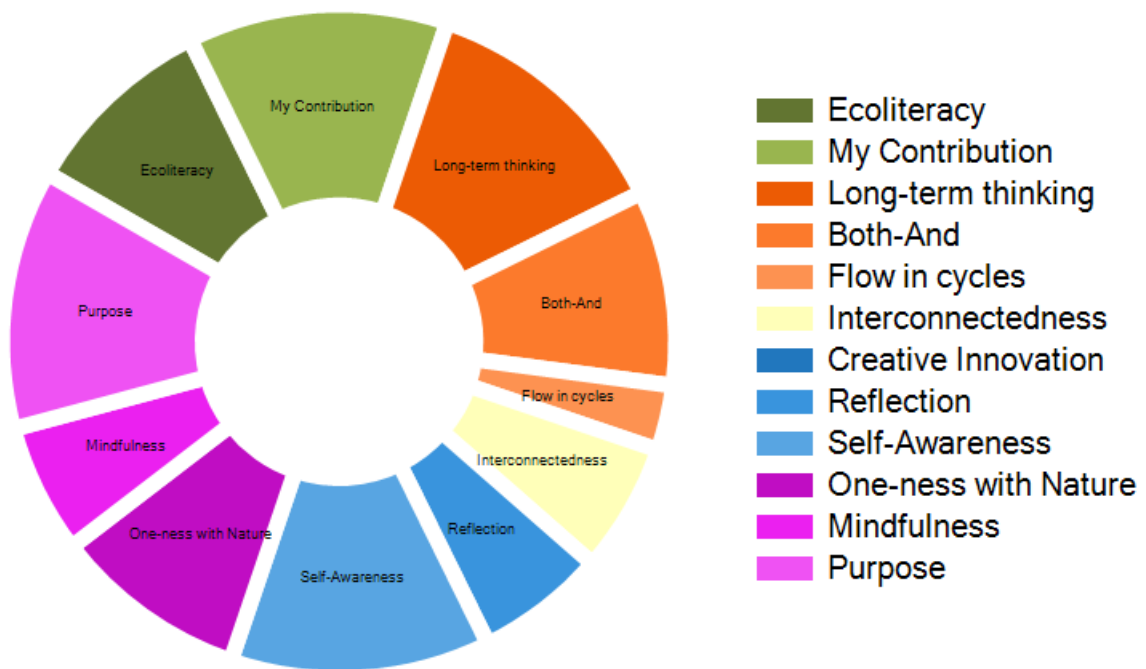 My Contribution
Long-term thinking
Ecoliteracy
Both-And
Purpose
Flow in cycles
Mindfulness
Interconnectedness
One-ness with Nature
Reflection
Self-Awareness
Ecoliteracy
My Contribution
Long-term thinking
Both-And
Flow in cycles
Interconnectedness
Creative Innovation
Reflection
Self-Awareness
One-ness with Nature
Mindfulness
Purpose